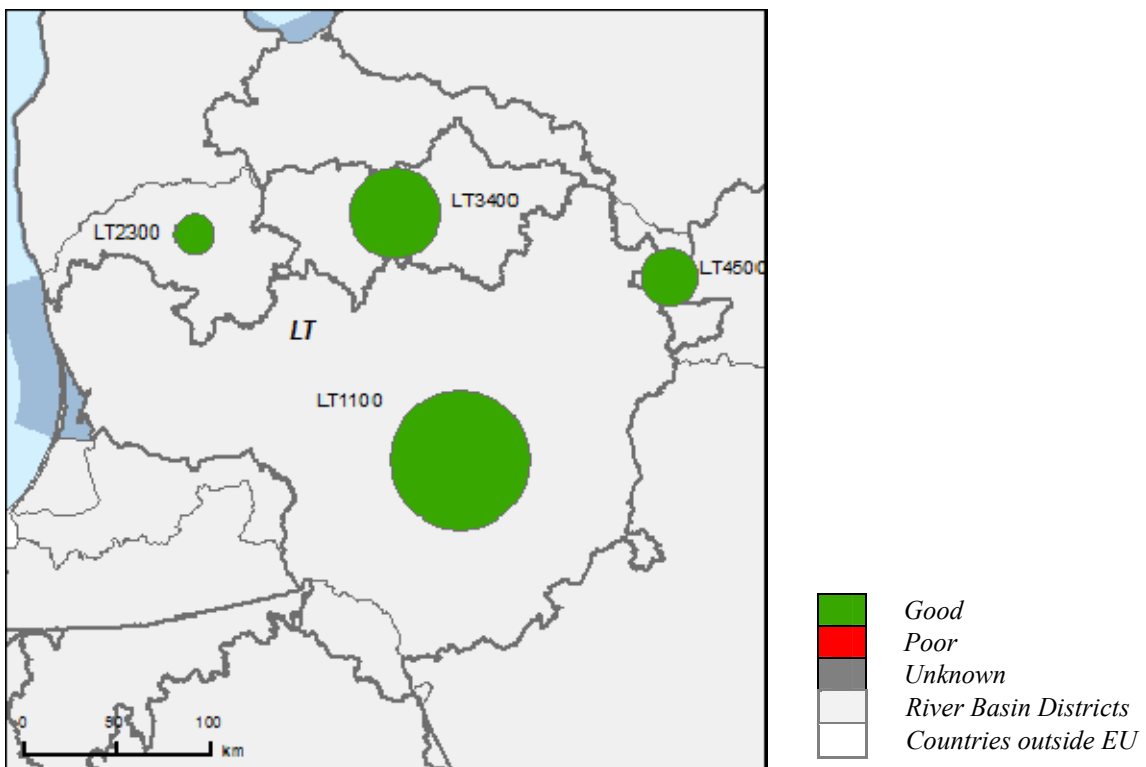 LT3400
LT2300
LT4500
LT
LT1100
0 50 100
km
Good
Poor
Unknown
River Basin Districts
Countries outside EU